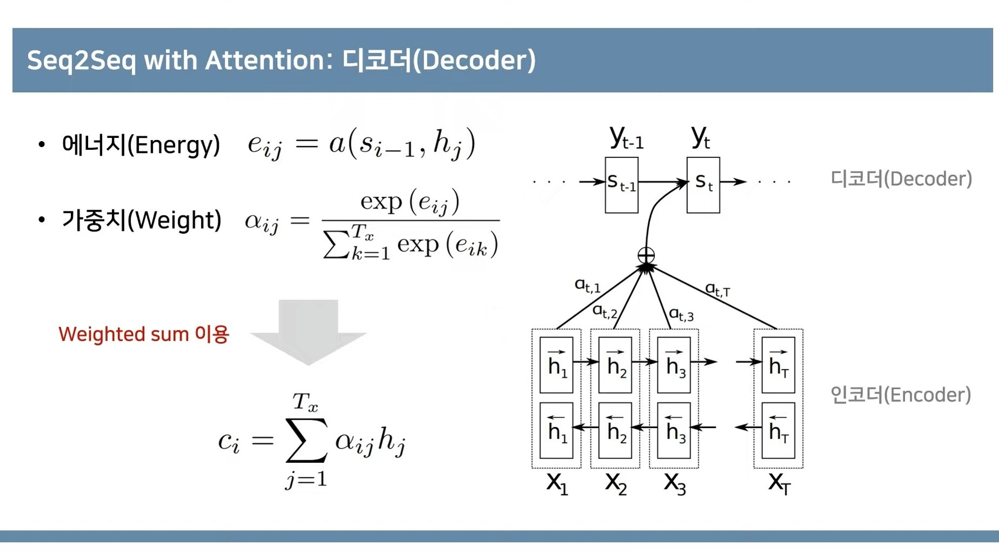 Seq2Seq with Attention: 디코더(Decoder)
• 에너지(Energy) e_{ij} = a(s_{i-1}, h_j)
• 가중치(Weight) α_{ij} = \frac{\exp(e_{ij})}{\sum_{k=1}^{T_x} \exp(e_{ik})}
Weighted sum 이용
c_i = \sum_{j=1}^{T_x} α_{ij} h_j
y_{t-1} y_t
· · · s_{t-1} s_t · · · 디코더(Decoder)
a_{t,1} a_{t,T}
a_{t,2} a_{t,3}
\overrightarrow{h}_1 \overrightarrow{h}_2 \overrightarrow{h}_3 \overrightarrow{h}_T
인코더(Encoder)
\overleftarrow{h}_1 \overleftarrow{h}_2 \overleftarrow{h}_3 \overleftarrow{h}_T
x_1 x_2 x_3 x_T